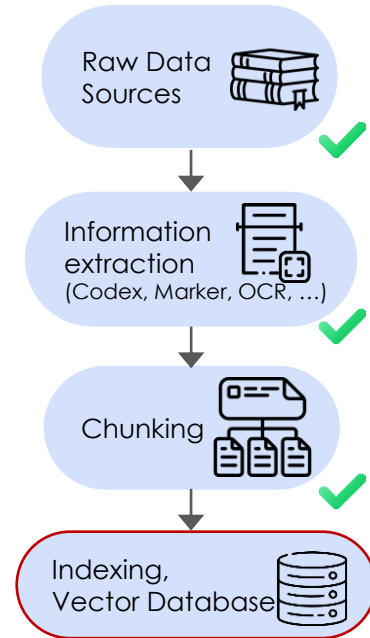 Raw Data
Sources
Information
extraction
(Codex, Marker, OCR, …)
Chunking
Indexing,
Vector Database